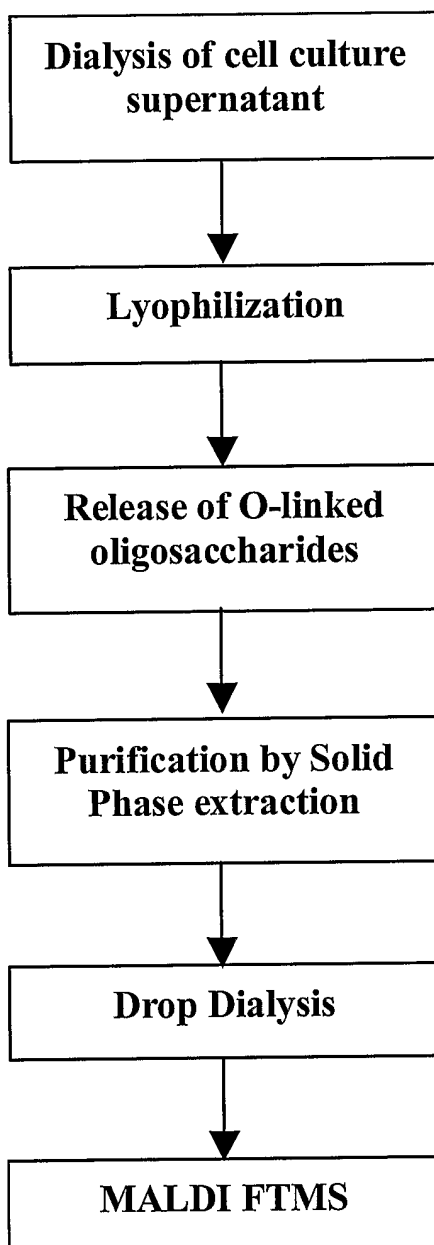 Dialysis of cell culture
supernatant
Lyophilization
Release of O-linked
oligosaccharides
Purification by Solid
Phase extraction
Drop Dialysis
MALDI FTMS